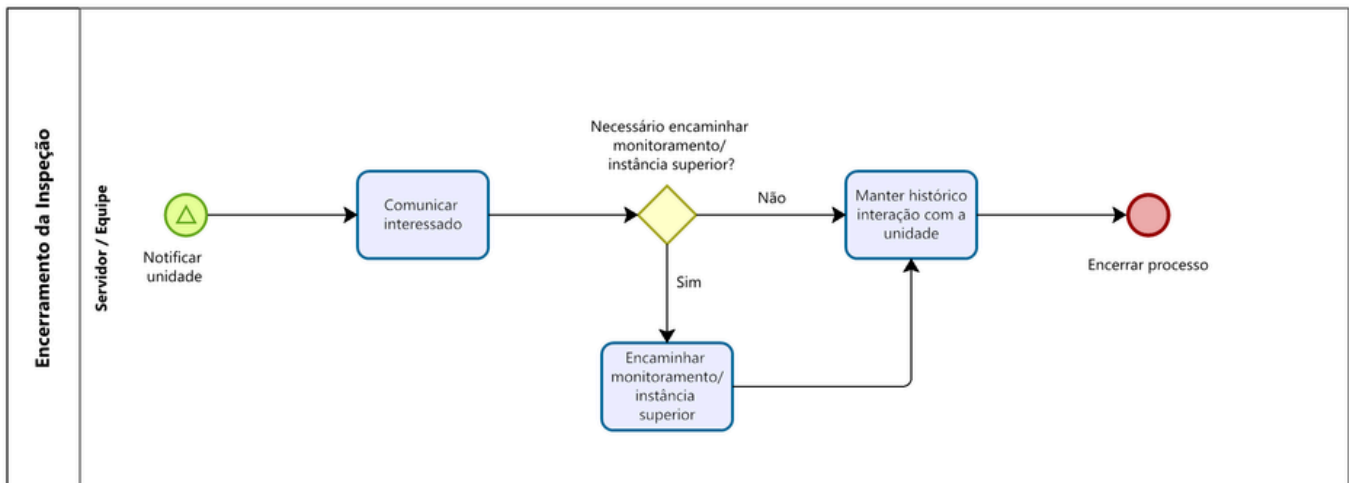 Encerramento da Inspeção
Servidor / Equipe
Notificar
unidade
Comunicar
interessado
Necessário encaminhar
monitoramento/
instância superior?
Não
Sim
Encaminhar
monitoramento/
instância
superior
Manter histórico
interação com a
unidade
Encerrar processo